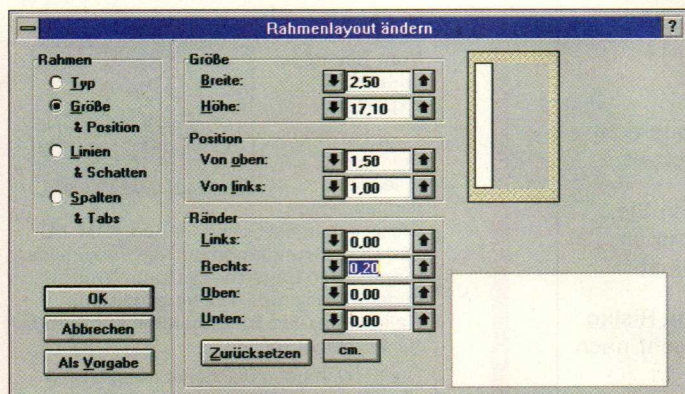 Rahmenlayout ändern
?
Rahmen
Typ
Größe
& Position
Linien
& Schatten
Spalten
& Tabs
OK
Abbrechen
Als Vorgabe
Größe
Breite: 2,50
Höhe: 17,10
Position
Von oben: 1,50
Von links: 1,00
Ränder
Links: 0,00
Rechts: 0,20
Oben: 0,00
Unten: 0,00
Zurücksetzen cm.